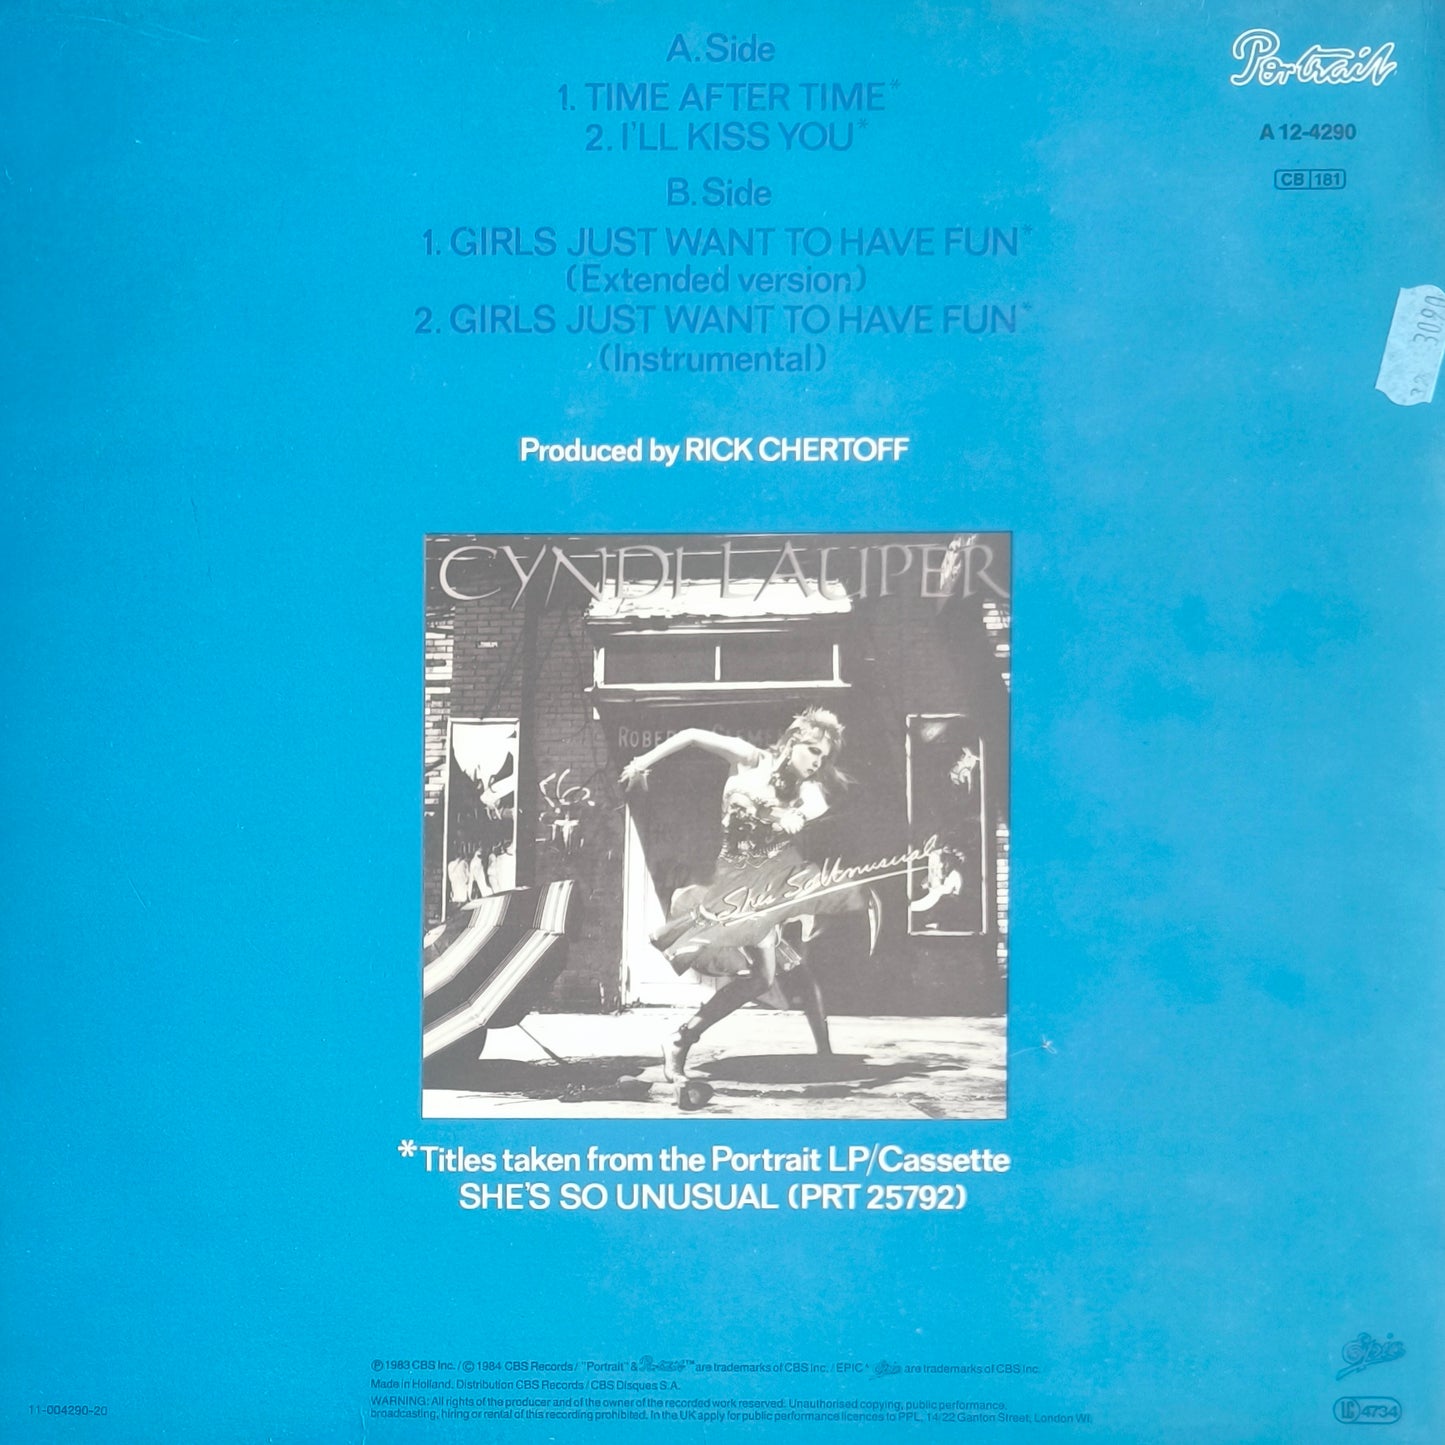 A. Side
1. TIME AFTER TIME*
2. I'LL KISS YOU*
B. Side
1. GIRLS JUST WANT TO HAVE FUN*
(Extended version)
2. GIRLS JUST WANT TO HAVE FUN*
(Instrumental)
Portrait
A 12-4290
CB 181
3090
Produced by RICK CHERTOFF
CYNDI LAUPER
She's So Unusual
*Titles taken from the Portrait LP/Cassette
SHE'S SO UNUSUAL (PRT 25792)
Ⓟ 1983 CBS Inc. / © 1984 CBS Records / "Portrait" & Portrait™ are trademarks of CBS Inc. / EPIC * Epic are trademarks of CBS Inc.
Made in Holland. Distribution CBS Records / CBS Disques S.A.
WARNING: All rights of the producer and of the owner of the recorded work reserved. Unauthorised copying, public performance,
broadcasting, hiring or rental of this recording prohibited. In the UK apply for public performance licences to PPL, 14/22 Ganton Street, London W1.
11-004290-20
Epic
LC 4734